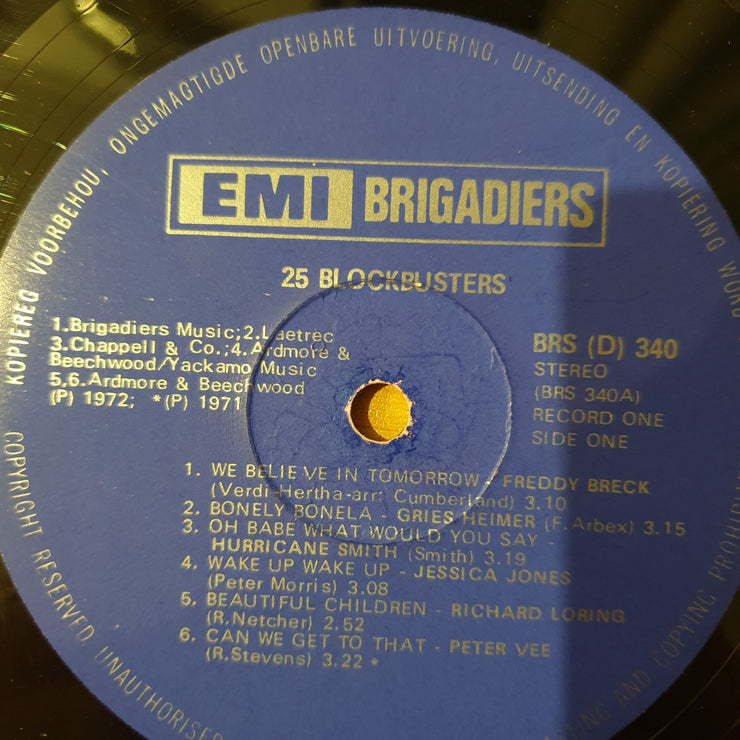 KOPIEREG VOORBEHOU, ONGEMAGTIGDE OPENBARE UITVOERING, UITSENDING EN KOPIERING WORD
EMI BRIGADIERS
25 BLOCKBUSTERS
1.Brigadiers Music;2.Laetrec
3.Chappell & Co.;4.Ardmore &
Beechwood/Yackamo Music
5,6.Ardmore & Beechwood
(P) 1972; *(P) 1971
BRS (D) 340
STEREO
(BRS 340A)
RECORD ONE
SIDE ONE
1. WE BELIEVE IN TOMORROW - FREDDY BRECK
(Verdi-Hertha-arr: Cumberland) 3.10
2. BONELY BONELA - GRIES HEIMER (F. Arbex) 3.15
3. OH BABE WHAT WOULD YOU SAY -
HURRICANE SMITH (Smith) 3.19
4. WAKE UP WAKE UP - JESSICA JONES
(Peter Morris) 3.08
5. BEAUTIFUL CHILDREN - RICHARD LORING
(R.Netcher) 2.52
6. CAN WE GET TO THAT - PETER VEE
(R.Stevens) 3.22 *
COPYRIGHT RESERVED UNAUTHORISED
AND COPYING PROHIBI